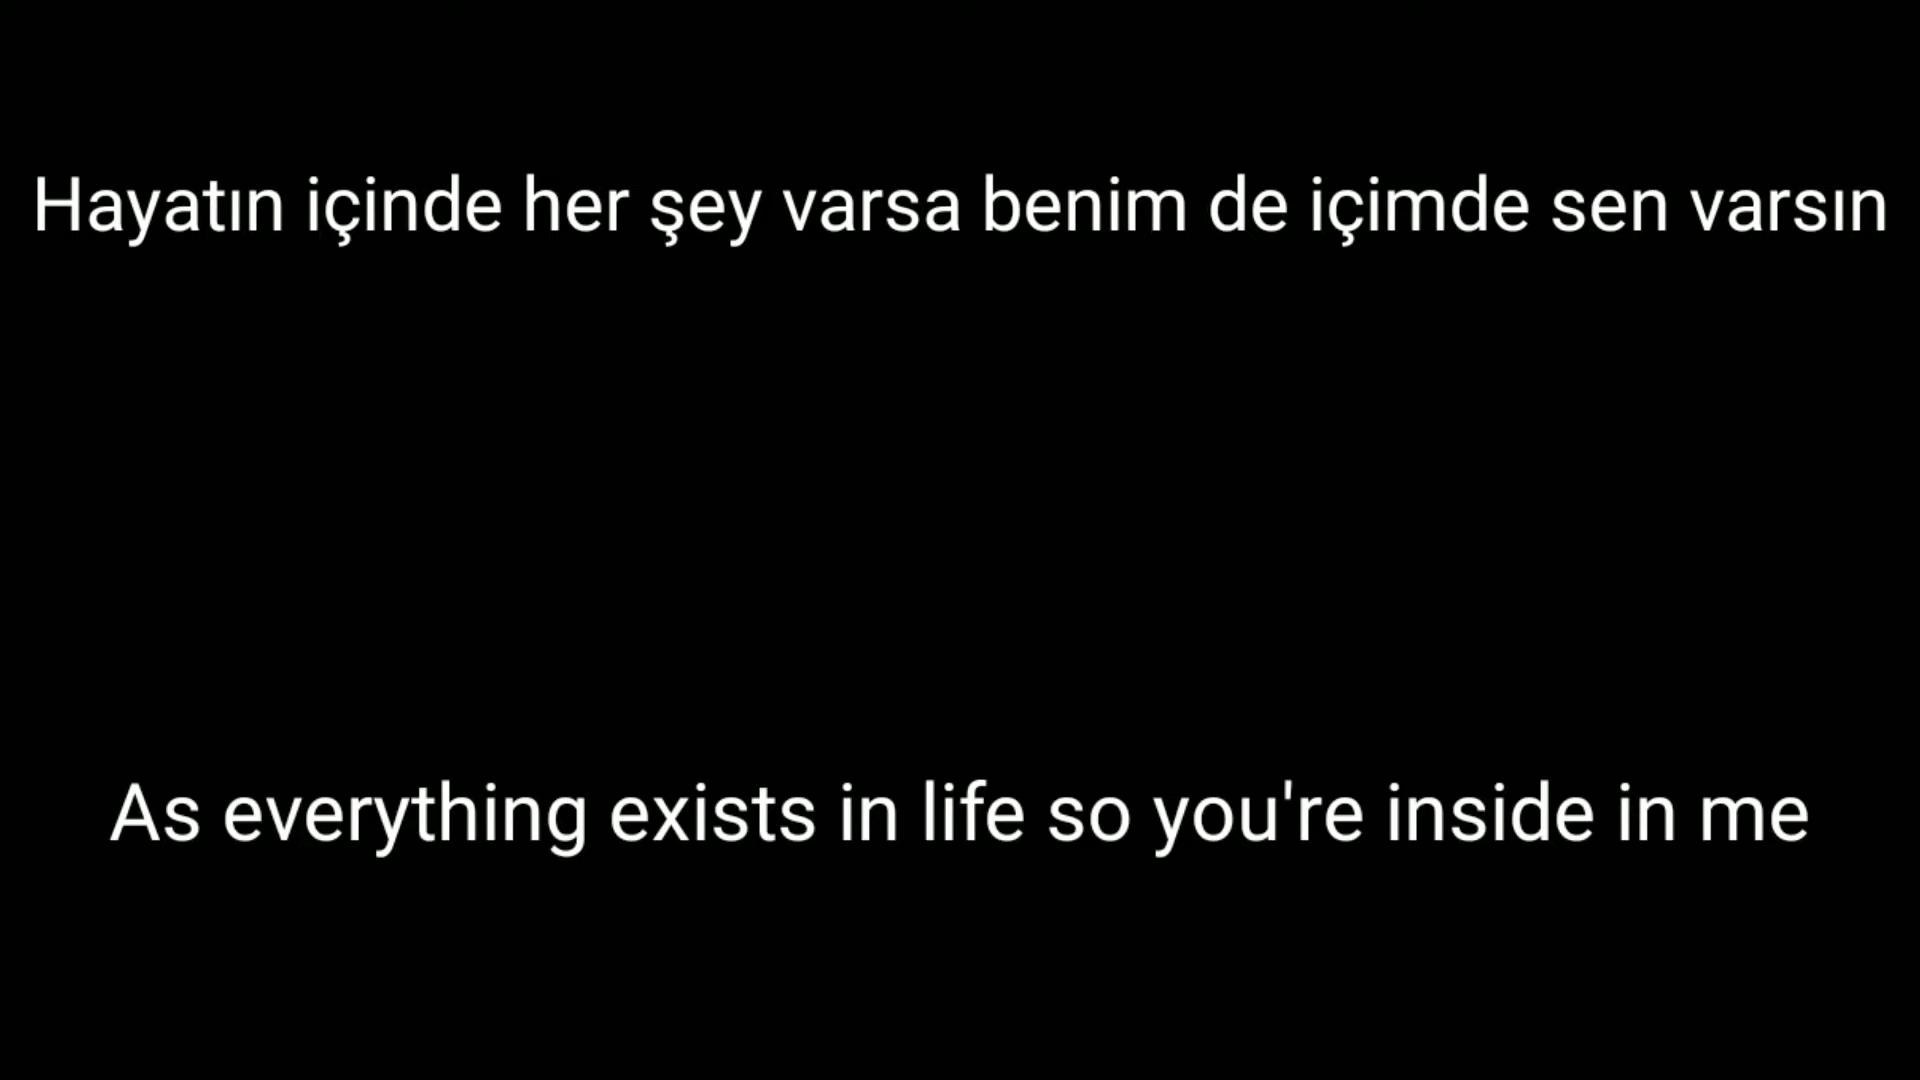 Hayatın içinde her şey varsa benim de içimde sen varsın
As everything exists in life so you're inside in me